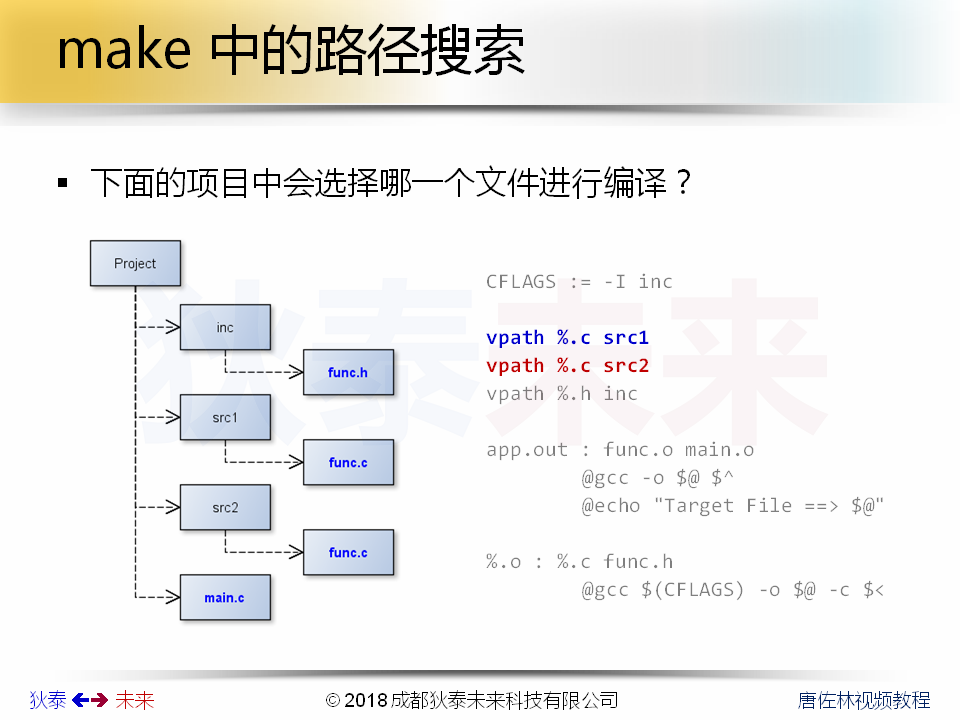 make 中的路径搜索
下面的项目中会选择哪一个文件进行编译？
Project
inc
func.h
src1
func.c
src2
func.c
main.c
CFLAGS := -I inc
vpath %.c src1
vpath %.c src2
vpath %.h inc
app.out : func.o main.o
@gcc -o $@ $^
@echo "Target File ==> $@"
%.o : %.c func.h
@gcc $(CFLAGS) -o $@ -c $<
狄泰未来
狄泰 未来
© 2018 成都狄泰未来科技有限公司
唐佐林视频教程